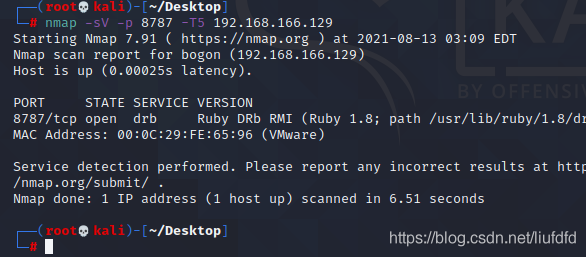 (root💀kali)-[~/Desktop]
# nmap -sV -p 8787 -T5 192.168.166.129
Starting Nmap 7.91 ( https://nmap.org ) at 2021-08-13 03:09 EDT
Nmap scan report for bogon (192.168.166.129)
Host is up (0.00025s latency).
PORT     STATE SERVICE VERSION
8787/tcp open  drb     Ruby DRb RMI (Ruby 1.8; path /usr/lib/ruby/1.8/dr
MAC Address: 00:0C:29:FE:65:96 (VMware)
BY OFFENSIV
Service detection performed. Please report any incorrect results at http
/nmap.org/submit/ .
Nmap done: 1 IP address (1 host up) scanned in 6.51 seconds
(root💀kali)-[~/Desktop]
#
https://blog.csdn.net/liufdfd